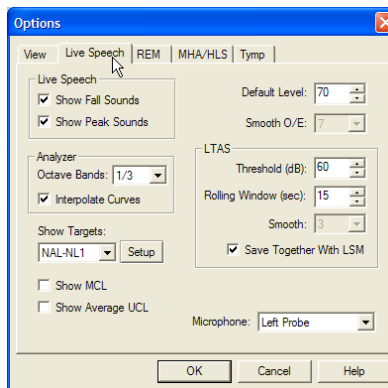 Options
View Live Speech REM MHA/HLS Tymp
Live Speech
Show Fall Sounds
Show Peak Sounds
Default Level: 70
Smooth O/E: 7
Analyzer
Octave Bands: 1/3
Interpolate Curves
LTAS
Threshold (dB): 60
Rolling Window (sec): 15
Smooth: 3
Save Together With LSM
Show Targets:
NAL-NL1 Setup
Show MCL
Show Average UCL
Microphone: Left Probe
OK Cancel Help